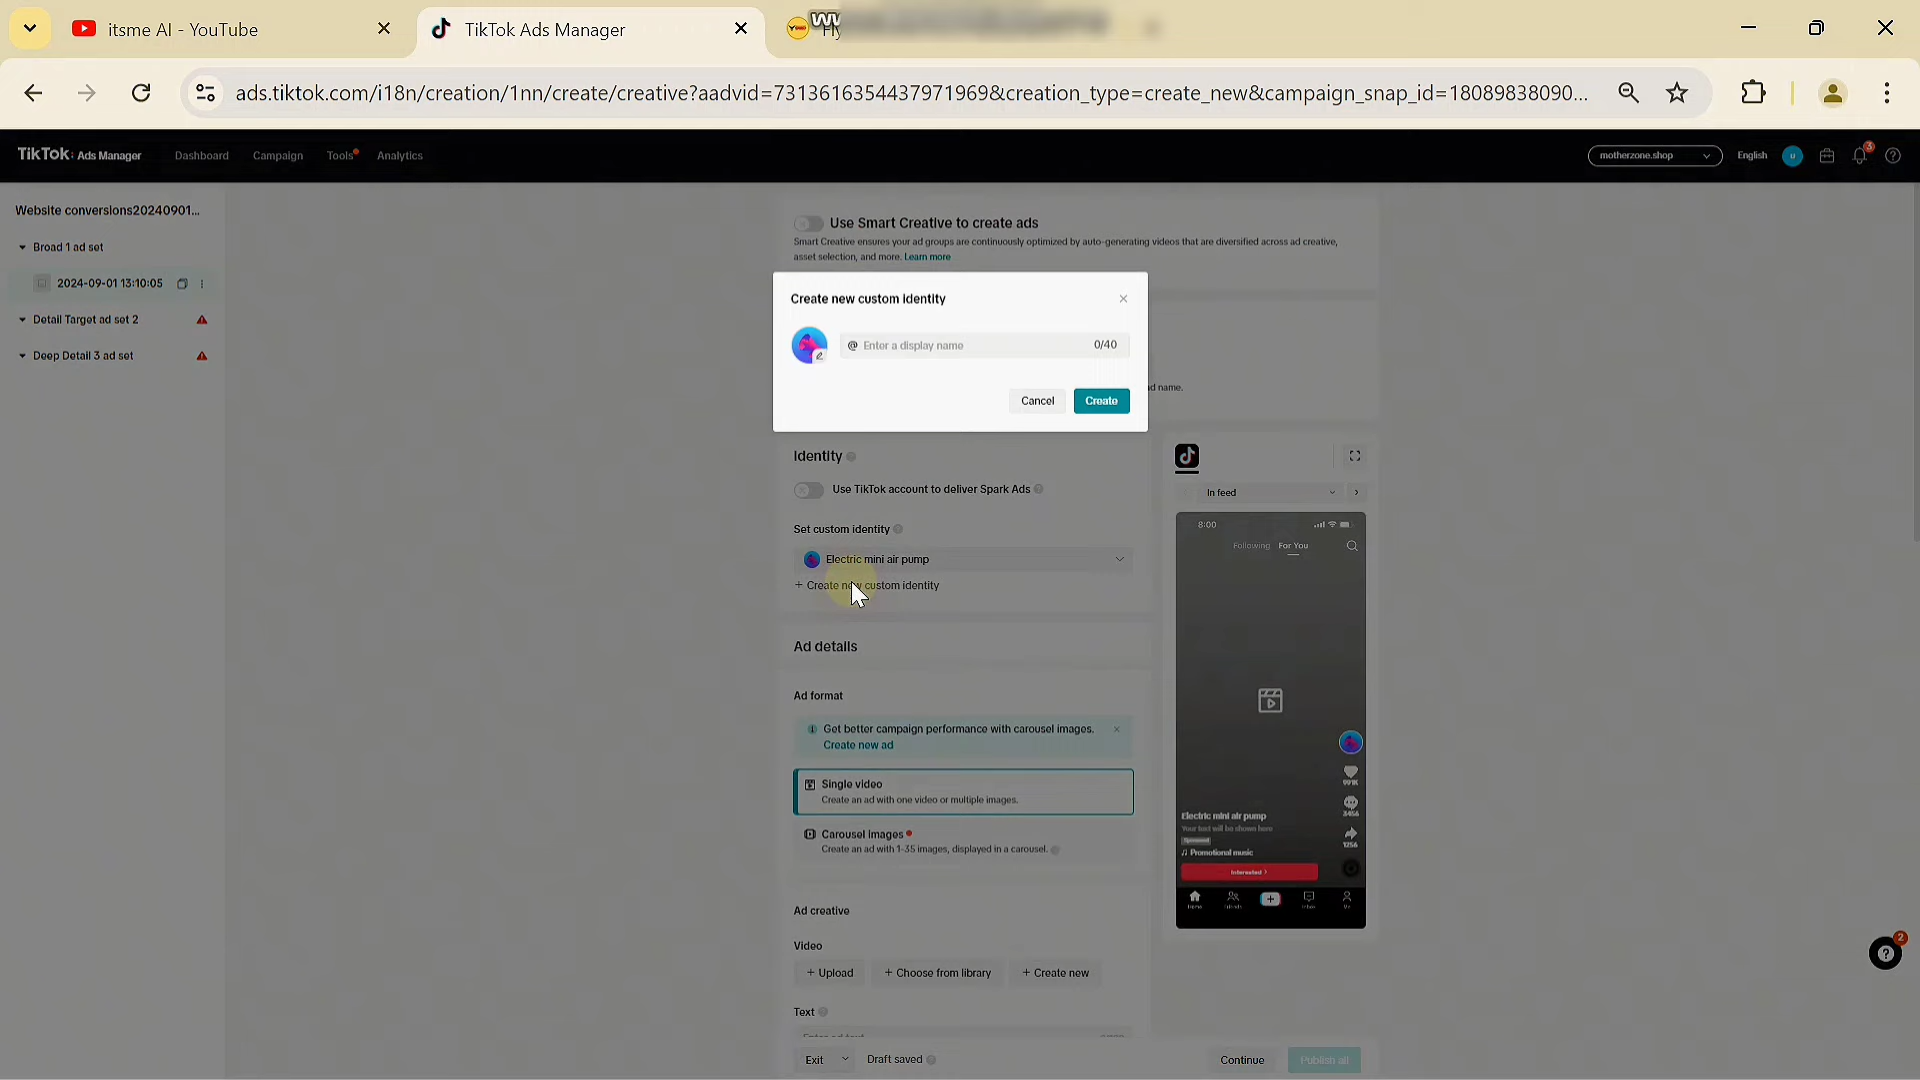 itsme AI - YouTube
TikTok Ads Manager
ads.tiktok.com/i18n/creation/1nn/create/creative?aadvid=7313616354437971969&creation_type=create_new&campaign_snap_id=18089838090...
TikTok: Ads Manager
Dashboard
Campaign
Tools
Analytics
motherzone.shop
English
U
3
Website conversions20240901...
Broad 1 ad set
2024-09-01 13:10:05
Detail Target ad set 2
Deep Detail 3 ad set
Use Smart Creative to create ads
Smart Creative ensures your ad groups are continuously optimized by auto-generating videos that are diversified across ad creative,
asset selection, and more. Learn more
Create new custom identity
@ Enter a display name
0/40
Cancel
Create
name.
Identity
Use TikTok account to deliver Spark Ads
Set custom identity
Electric mini air pump
+ Create new custom identity
In feed
8:00
Following
For You
Ad details
Ad format
Get better campaign performance with carousel images.
Create new ad
Single video
Create an ad with one video or multiple images.
Carousel images
Create an ad with 1-35 images, displayed in a carousel.
991K
3456
1256
Electric mini air pump
Your text will be shown here
Sponsored
Promotional music
Interested
Home
Inbox
Me
Ad creative
Video
+ Upload
+ Choose from library
+ Create new
2
Text
Enter ad text
Exit
Draft saved
Continue
Publish all